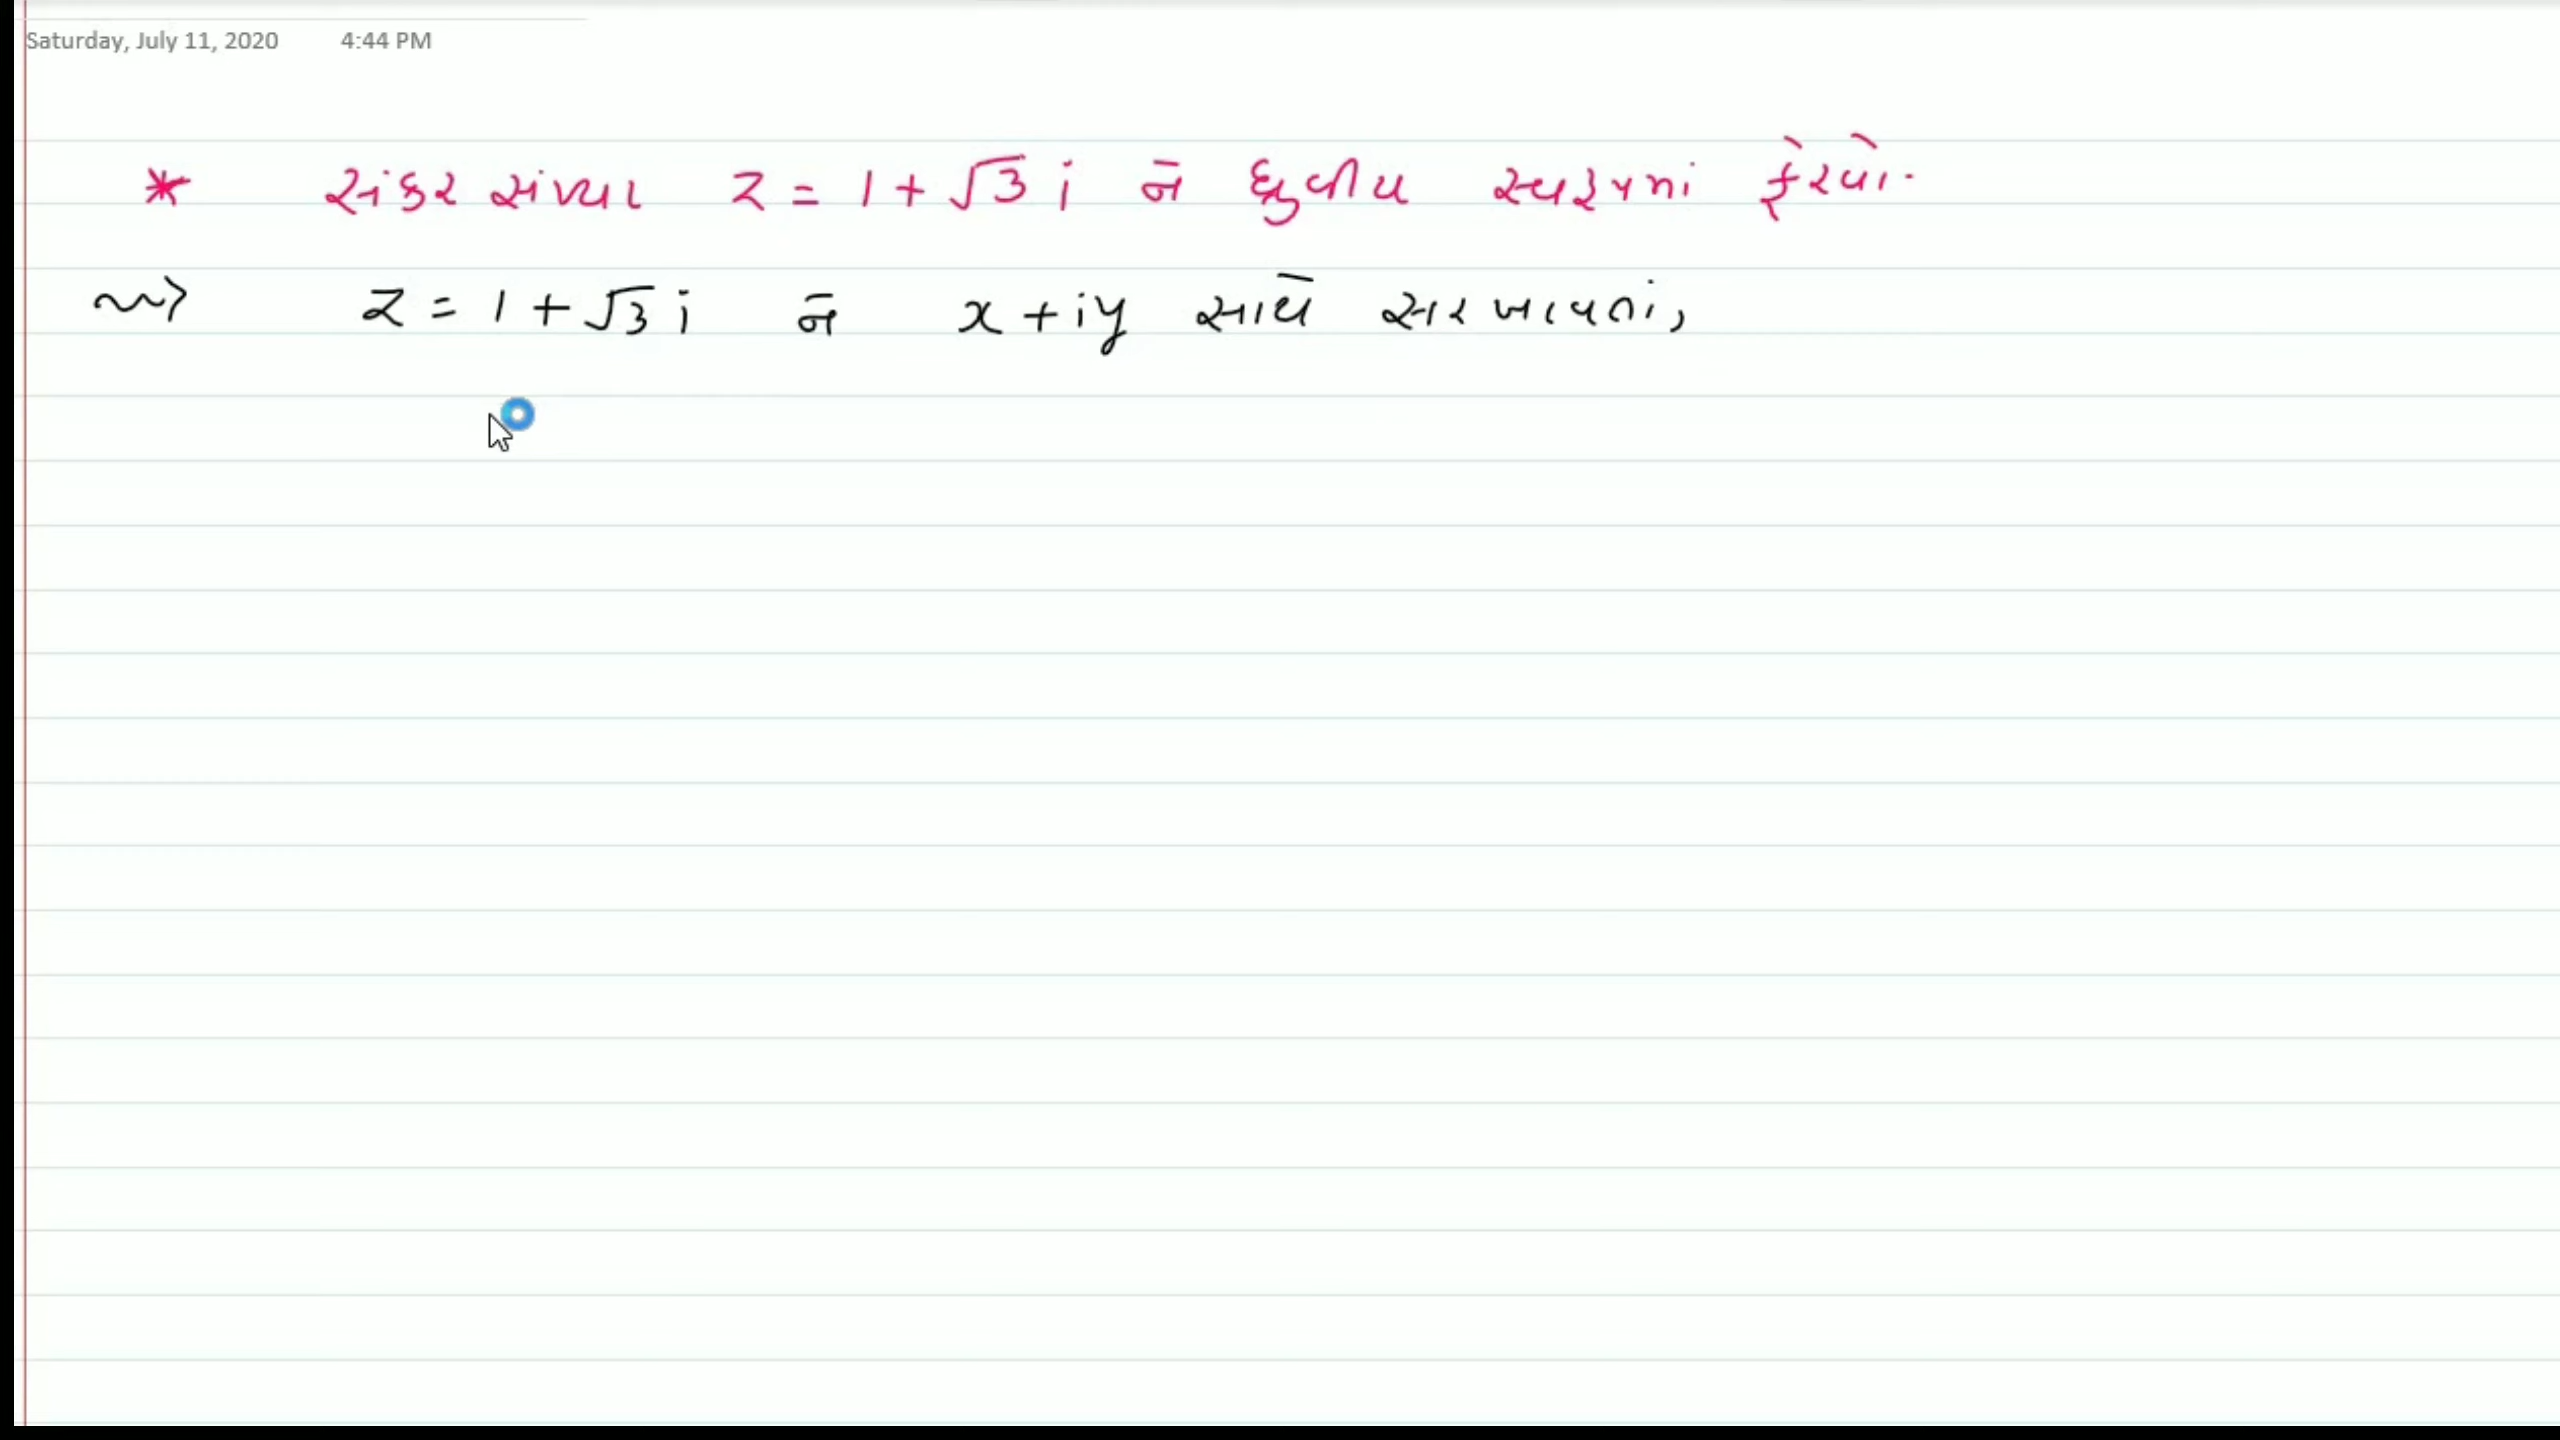 Saturday, July 11, 2020 4:44 PM
* સંકર સંખ્યા z = 1 + √3 i ને ધ્રુવીય સ્વરૂપમાં ફેરવો.
⇝ z = 1 + √3 i ને x + iy સાથે સરખાવતાં,